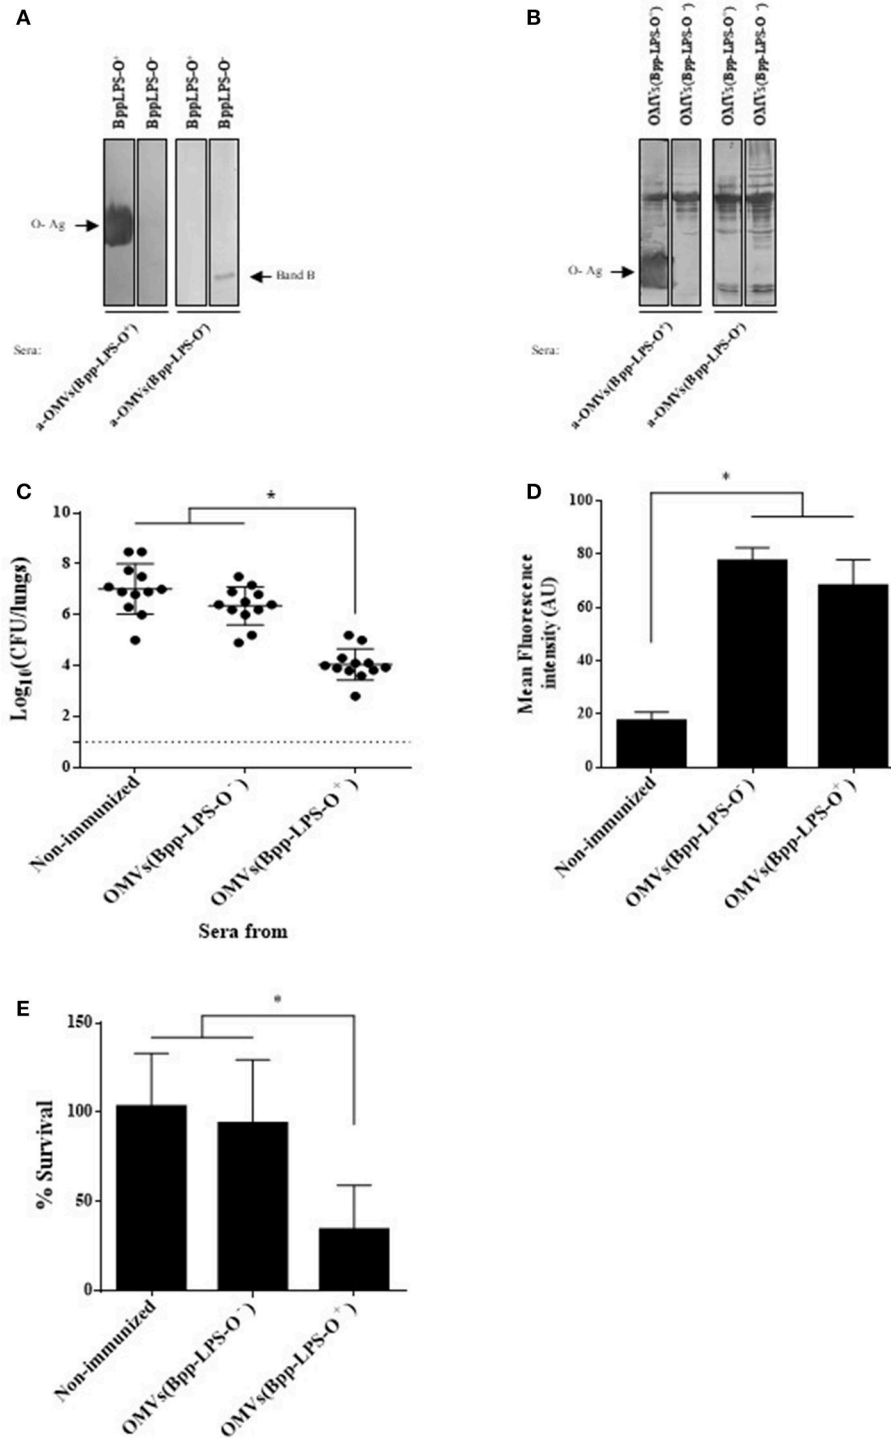 A
BppLPS-O+
BppLPS-O-
BppLPS-O+
BppLPS-O-
O- Ag
Band B
Sera:
a-OMVs(Bpp-LPS-O+)
a-OMVs(Bpp-LPS-O-)
B
OMVs(Bpp-LPS-O+)
OMVs(Bpp-LPS-O-)
OMVs(Bpp-LPS-O+)
OMVs(Bpp-LPS-O-)
O- Ag
Sera:
a-OMVs(Bpp-LPS-O+)
a-OMVs(Bpp-LPS-O-)
C
Log10(CFU/lungs)
10
8
6
4
2
0
*
Non-immunized
OMVs(Bpp-LPS-O-)
OMVs(Bpp-LPS-O+)
Sera from
D
Mean Fluorescence
intensity (AU)
100
80
60
40
20
0
*
Non-immunized
OMVs(Bpp-LPS-O-)
OMVs(Bpp-LPS-O+)
E
% Survival
150
100
50
0
*
Non-immunized
OMVs(Bpp-LPS-O-)
OMVs(Bpp-LPS-O+)